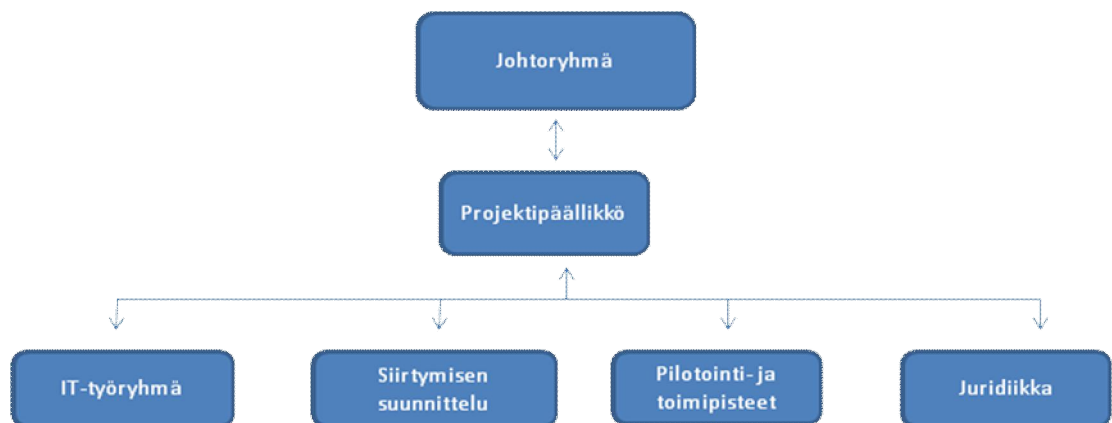 Johtoryhmä
Projektipäällikkö
IT-työryhmä
Siirtymisen
suunnittelu
Pilotointi- ja
toimipisteet
Juridiikka